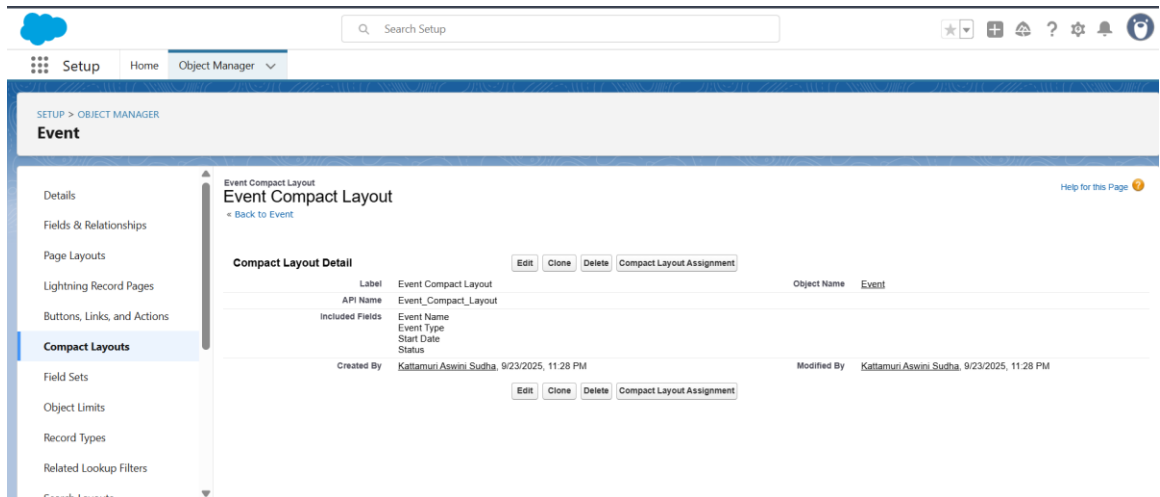 Search Setup
Setup Home Object Manager
SETUP > OBJECT MANAGER
Event
Details
Fields & Relationships
Page Layouts
Lightning Record Pages
Buttons, Links, and Actions
Compact Layouts
Field Sets
Object Limits
Record Types
Related Lookup Filters
Search Layouts
Event Compact Layout
Event Compact Layout
« Back to Event
Help for this Page
Compact Layout Detail Edit Clone Delete Compact Layout Assignment
Label Event Compact Layout Object Name Event
API Name Event_Compact_Layout
Included Fields Event Name
Event Type
Start Date
Status
Created By Kattamuri Aswini Sudha, 9/23/2025, 11:28 PM Modified By Kattamuri Aswini Sudha, 9/23/2025, 11:28 PM
Edit Clone Delete Compact Layout Assignment